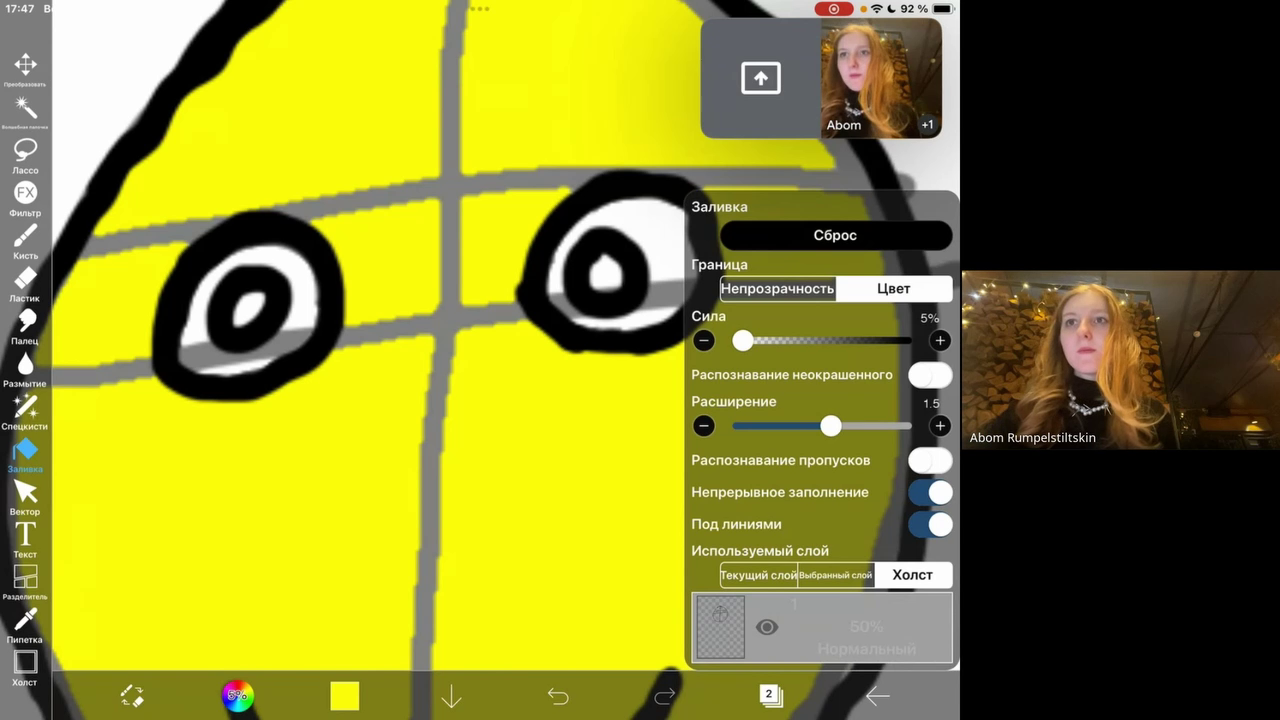 17:47
92 %
Преобразовать
Волшебная палочка
Лассо
FX
Фильтр
Кисть
Ластик
Палец
Размытие
Спецкисти
Заливка
Вектор
T
Текст
Разделитель
Пипетка
Холст
Abom
+1
Заливка
Сброс
Граница
Непрозрачность Цвет
Сила 5%
Распознавание неокрашенного
Расширение 1.5
Распознавание пропусков
Непрерывное заполнение
Под линиями
Используемый слой
Текущий слой Выбранный слой Холст
1
50%
Нормальный
5%
2
Abom Rumpelstiltskin